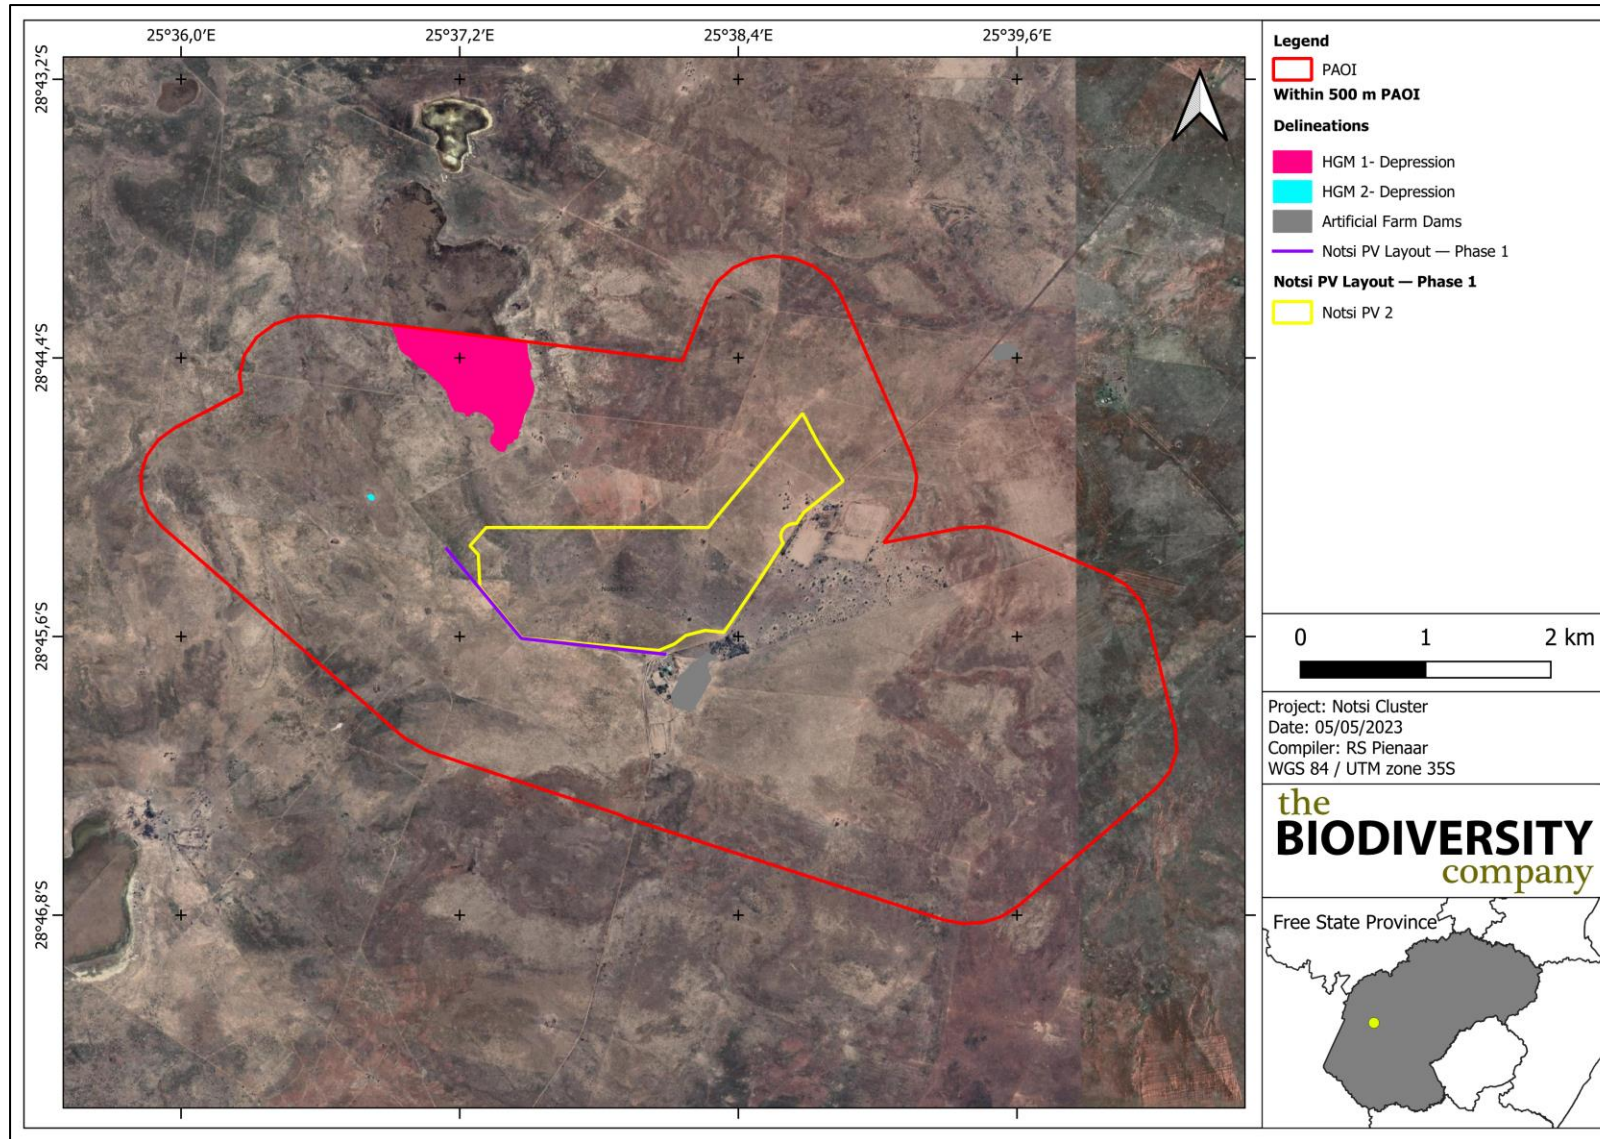 25°36,0'E 25°37,2'E 25°38,4'E 25°39,6'E
28°43,2'S
28°44,4'S
28°45,6'S
28°46,8'S
Legend
PAOI
Within 500 m PAOI
Delineations
HGM 1- Depression
HGM 2- Depression
Artificial Farm Dams
Notsi PV Layout — Phase 1
Notsi PV Layout — Phase 1
Notsi PV 2
0 1 2 km
Project: Notsi Cluster
Date: 05/05/2023
Compiler: RS Pienaar
WGS 84 / UTM zone 35S
the
BIODIVERSITY
company
Free State Province